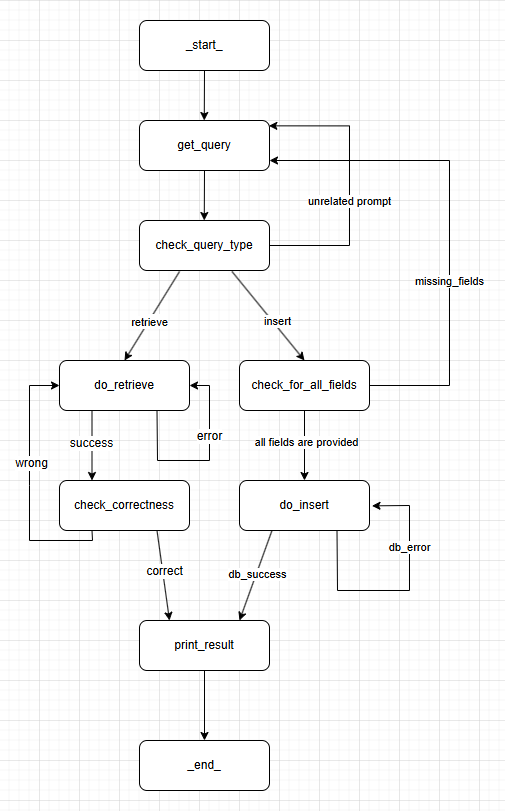 _start_
get_query
unrelated prompt
check_query_type
missing_fields
retrieve
insert
do_retrieve
check_for_all_fields
error
success
all fields are provided
wrong
check_correctness
do_insert
db_error
correct
db_success
print_result
_end_